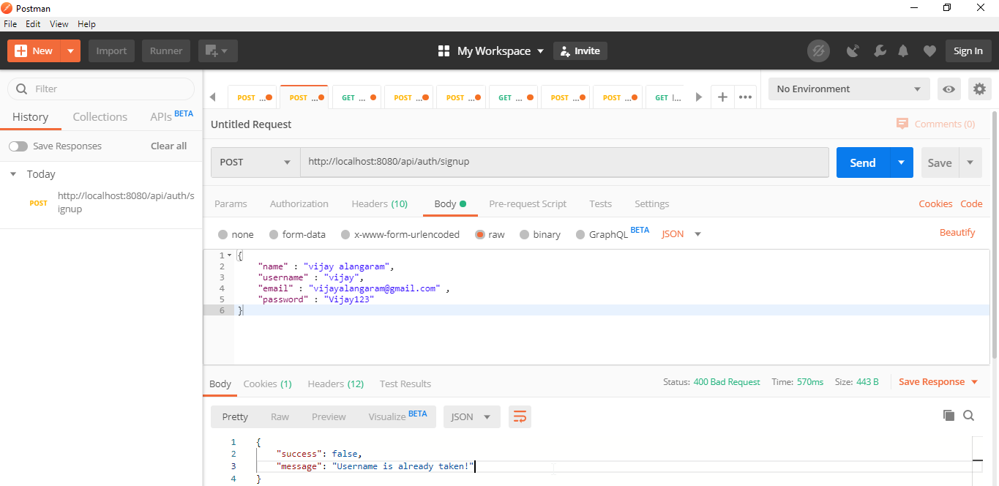 Postman
File Edit View Help
New Import Runner My Workspace Invite Sign In
Filter
History Collections APIs BETA
Save Responses Clear all
Today
POST http://localhost:8080/api/auth/s
ignup
POST ... POST ... GET ... POST ... POST ... GET ... POST ... POST ... GET l...
No Environment
Untitled Request Comments (0)
POST http://localhost:8080/api/auth/signup Send Save
Params Authorization Headers (10) Body Pre-request Script Tests Settings Cookies Code
none form-data x-www-form-urlencoded raw binary GraphQL BETA JSON Beautify
1 {
2 "name" : "vijay alangaram",
3 "username" : "vijay",
4 "email" : "vijayalangaram@gmail.com" ,
5 "password" : "Vijay123"
6 }
Body Cookies (1) Headers (12) Test Results Status: 400 Bad Request Time: 570ms Size: 443 B Save Response
Pretty Raw Preview Visualize BETA JSON
1 {
2 "success": false,
3 "message": "Username is already taken!"
4 }